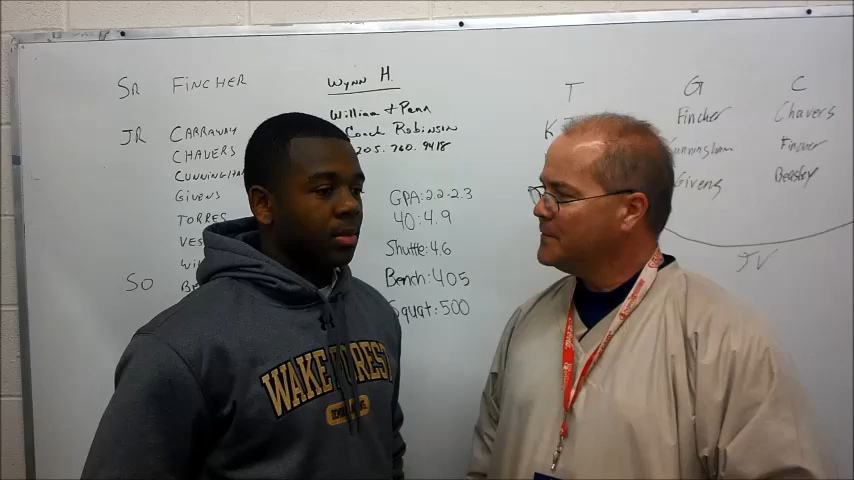 SR FINCHER
JR CARRAWAY
CHAVERS
GIVENS
TORRES
SO
WYNN H.
William + Penn
Coach Robinson
205.760.9418
GPA: 2.2-2.3
40: 4.9
Shuttle: 4.6
Bench: 405
Squat: 500
T G C
Fincher Chavers
Fincher
Givens Beasley
JV
WAKE FOREST